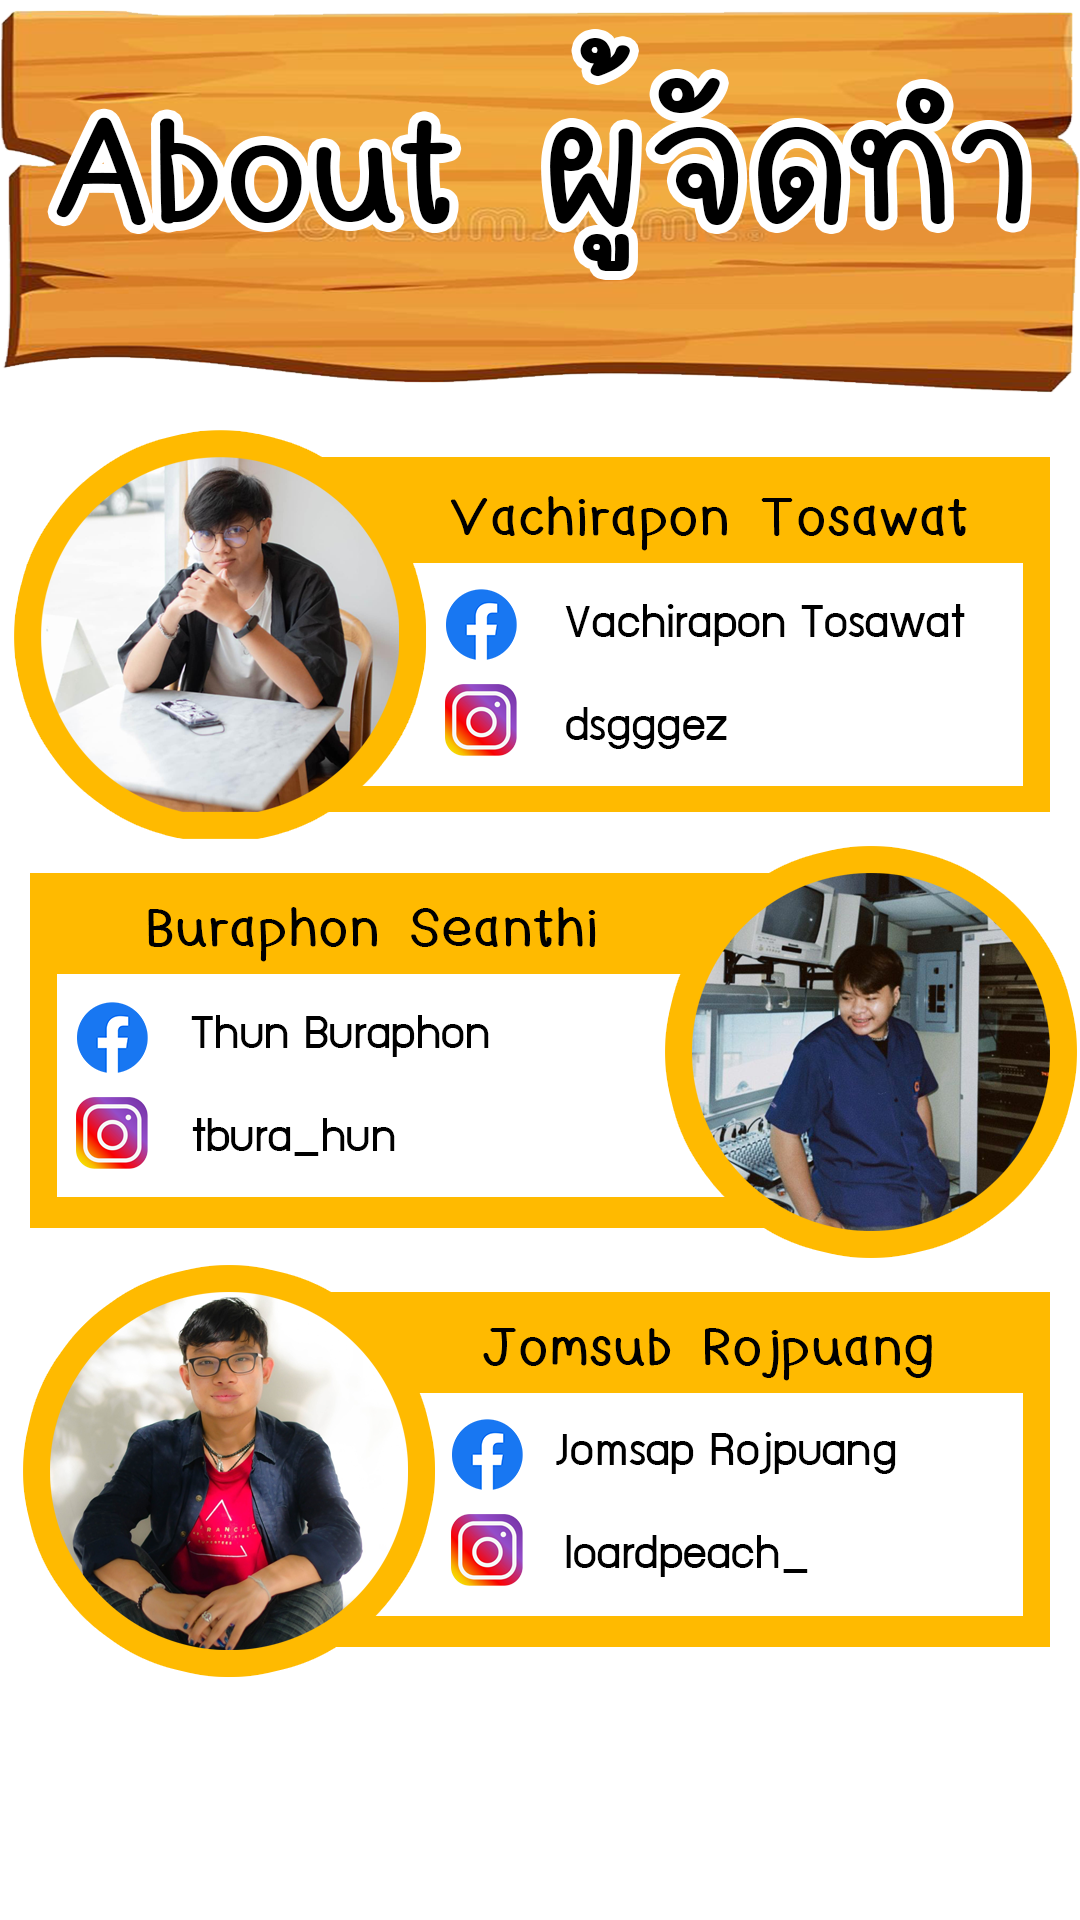 About ผู้จัดทำ
Vachirapon Tosawat
Vachirapon Tosawat
dsgggez
Buraphon Seanthi
Thun Buraphon
tbura_hun
Jomsub Rojpuang
Jomsap Rojpuang
loardpeach_